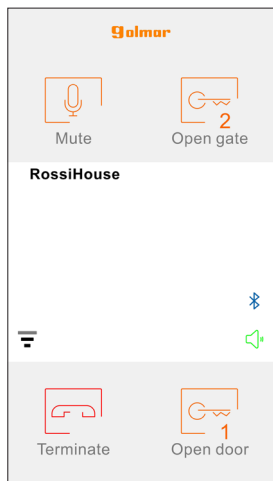 golmar
2
Mute Open gate
RossiHouse
1
Terminate Open door